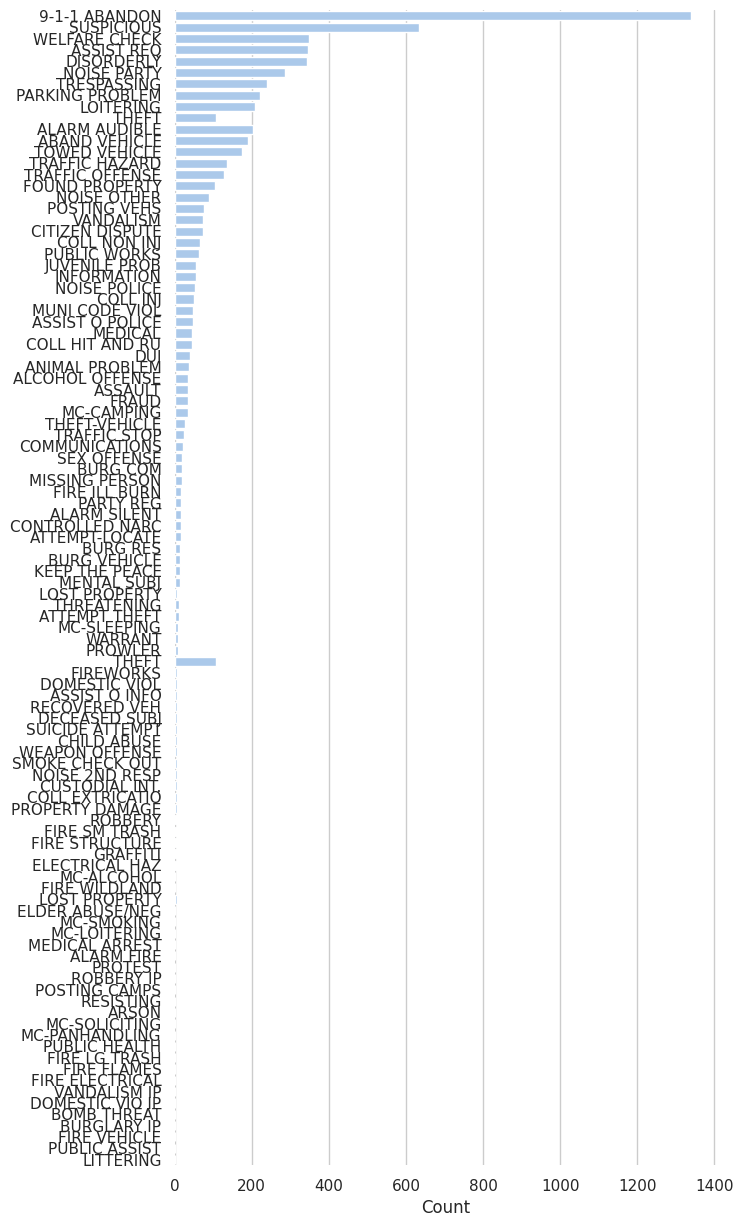 9-1-1 ABANDON
SUSPICIOUS
WELFARE CHECK
ASSIST REQ
DISORDERLY
NOISE PARTY
TRESPASSING
PARKING PROBLEM
LOITERING
THEFT
ALARM AUDIBLE
ABAND VEHICLE
TOWED VEHICLE
TRAFFIC HAZARD
TRAFFIC OFFENSE
FOUND PROPERTY
NOISE OTHER
POSTING VEHS
VANDALISM
CITIZEN DISPUTE
COLL NON INJ
PUBLIC WORKS
JUVENILE PROB
INFORMATION
NOISE POLICE
COLL INJ
MUNI CODE VIOL
ASSIST O POLICE
MEDICAL
COLL HIT AND RU
DUI
ANIMAL PROBLEM
ALCOHOL OFFENSE
ASSAULT
FRAUD
MC-CAMPING
THEFT-VEHICLE
TRAFFIC STOP
COMMUNICATIONS
SEX OFFENSE
BURG COM
MISSING PERSON
FIRE ILL BURN
PARTY REG
ALARM SILENT
CONTROLLED NARC
ATTEMPT-LOCATE
BURG RES
BURG VEHICLE
KEEP THE PEACE
MENTAL SUBJ
LOST PROPERTY
THREATENING
ATTEMPT THEFT
MC-SLEEPING
WARRANT
PROWLER
THEFT
FIREWORKS
DOMESTIC VIOL
ASSIST O INFO
RECOVERED VEH
DECEASED SUBJ
SUICIDE ATTEMPT
CHILD ABUSE
WEAPON OFFENSE
SMOKE CHECK OUT
NOISE 2ND RESP
CUSTODIAL INT.
COLL EXTRICATIO
PROPERTY DAMAGE
ROBBERY
FIRE SM TRASH
FIRE STRUCTURE
GRAFFITI
ELECTRICAL HAZ
MC-ALCOHOL
FIRE WILDLAND
LOST PROPERTY
ELDER ABUSE/NEG
MC-SMOKING
MC-LOITERING
MEDICAL ARREST
ALARM FIRE
PROTEST
ROBBERY IP
POSTING CAMPS
RESISTING
ARSON
MC-SOLICITING
MC-PANHANDLING
PUBLIC HEALTH
FIRE LG TRASH
FIRE FLAMES
FIRE ELECTRICAL
VANDALISM IP
DOMESTIC VIO IP
BOMB THREAT
BURGLARY IP
FIRE VEHICLE
PUBLIC ASSIST
LITTERING
0 200 400 600 800 1000 1200 1400
Count